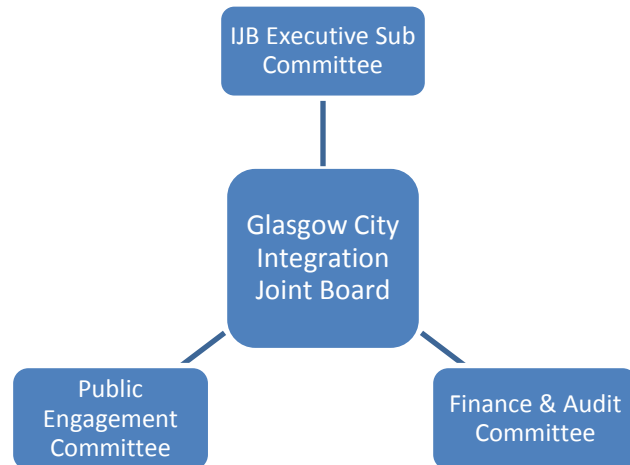 IJB Executive Sub
Committee
Glasgow City
Integration
Joint Board
Public
Engagement
Committee
Finance & Audit
Committee